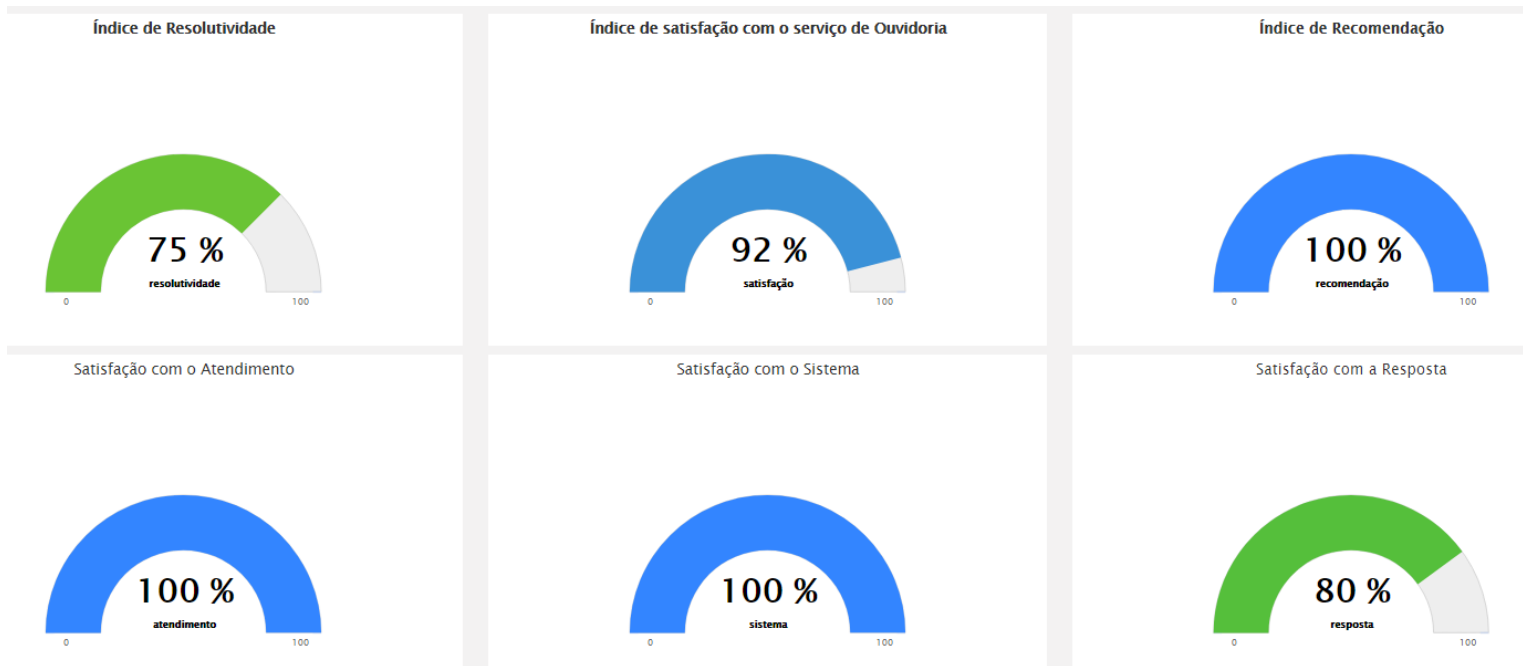 Índice de Resolutividade
75 %
resolutividade
0
100
Índice de satisfação com o serviço de Ouvidoria
92 %
satisfação
0
100
Índice de Recomendação
100 %
recomendação
0
100
Satisfação com o Atendimento
100 %
atendimento
0
100
Satisfação com o Sistema
100 %
sistema
0
100
Satisfação com a Resposta
80 %
resposta
0
100